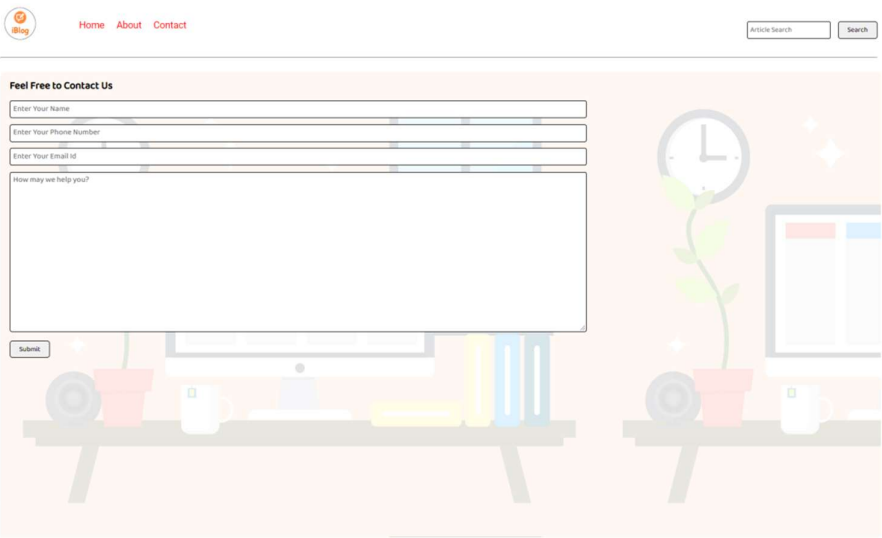 iBlog
Home About Contact
Article Search
Search
Feel Free to Contact Us
Enter Your Name
Enter Your Phone Number
Enter Your Email Id
How may we help you?
Submit